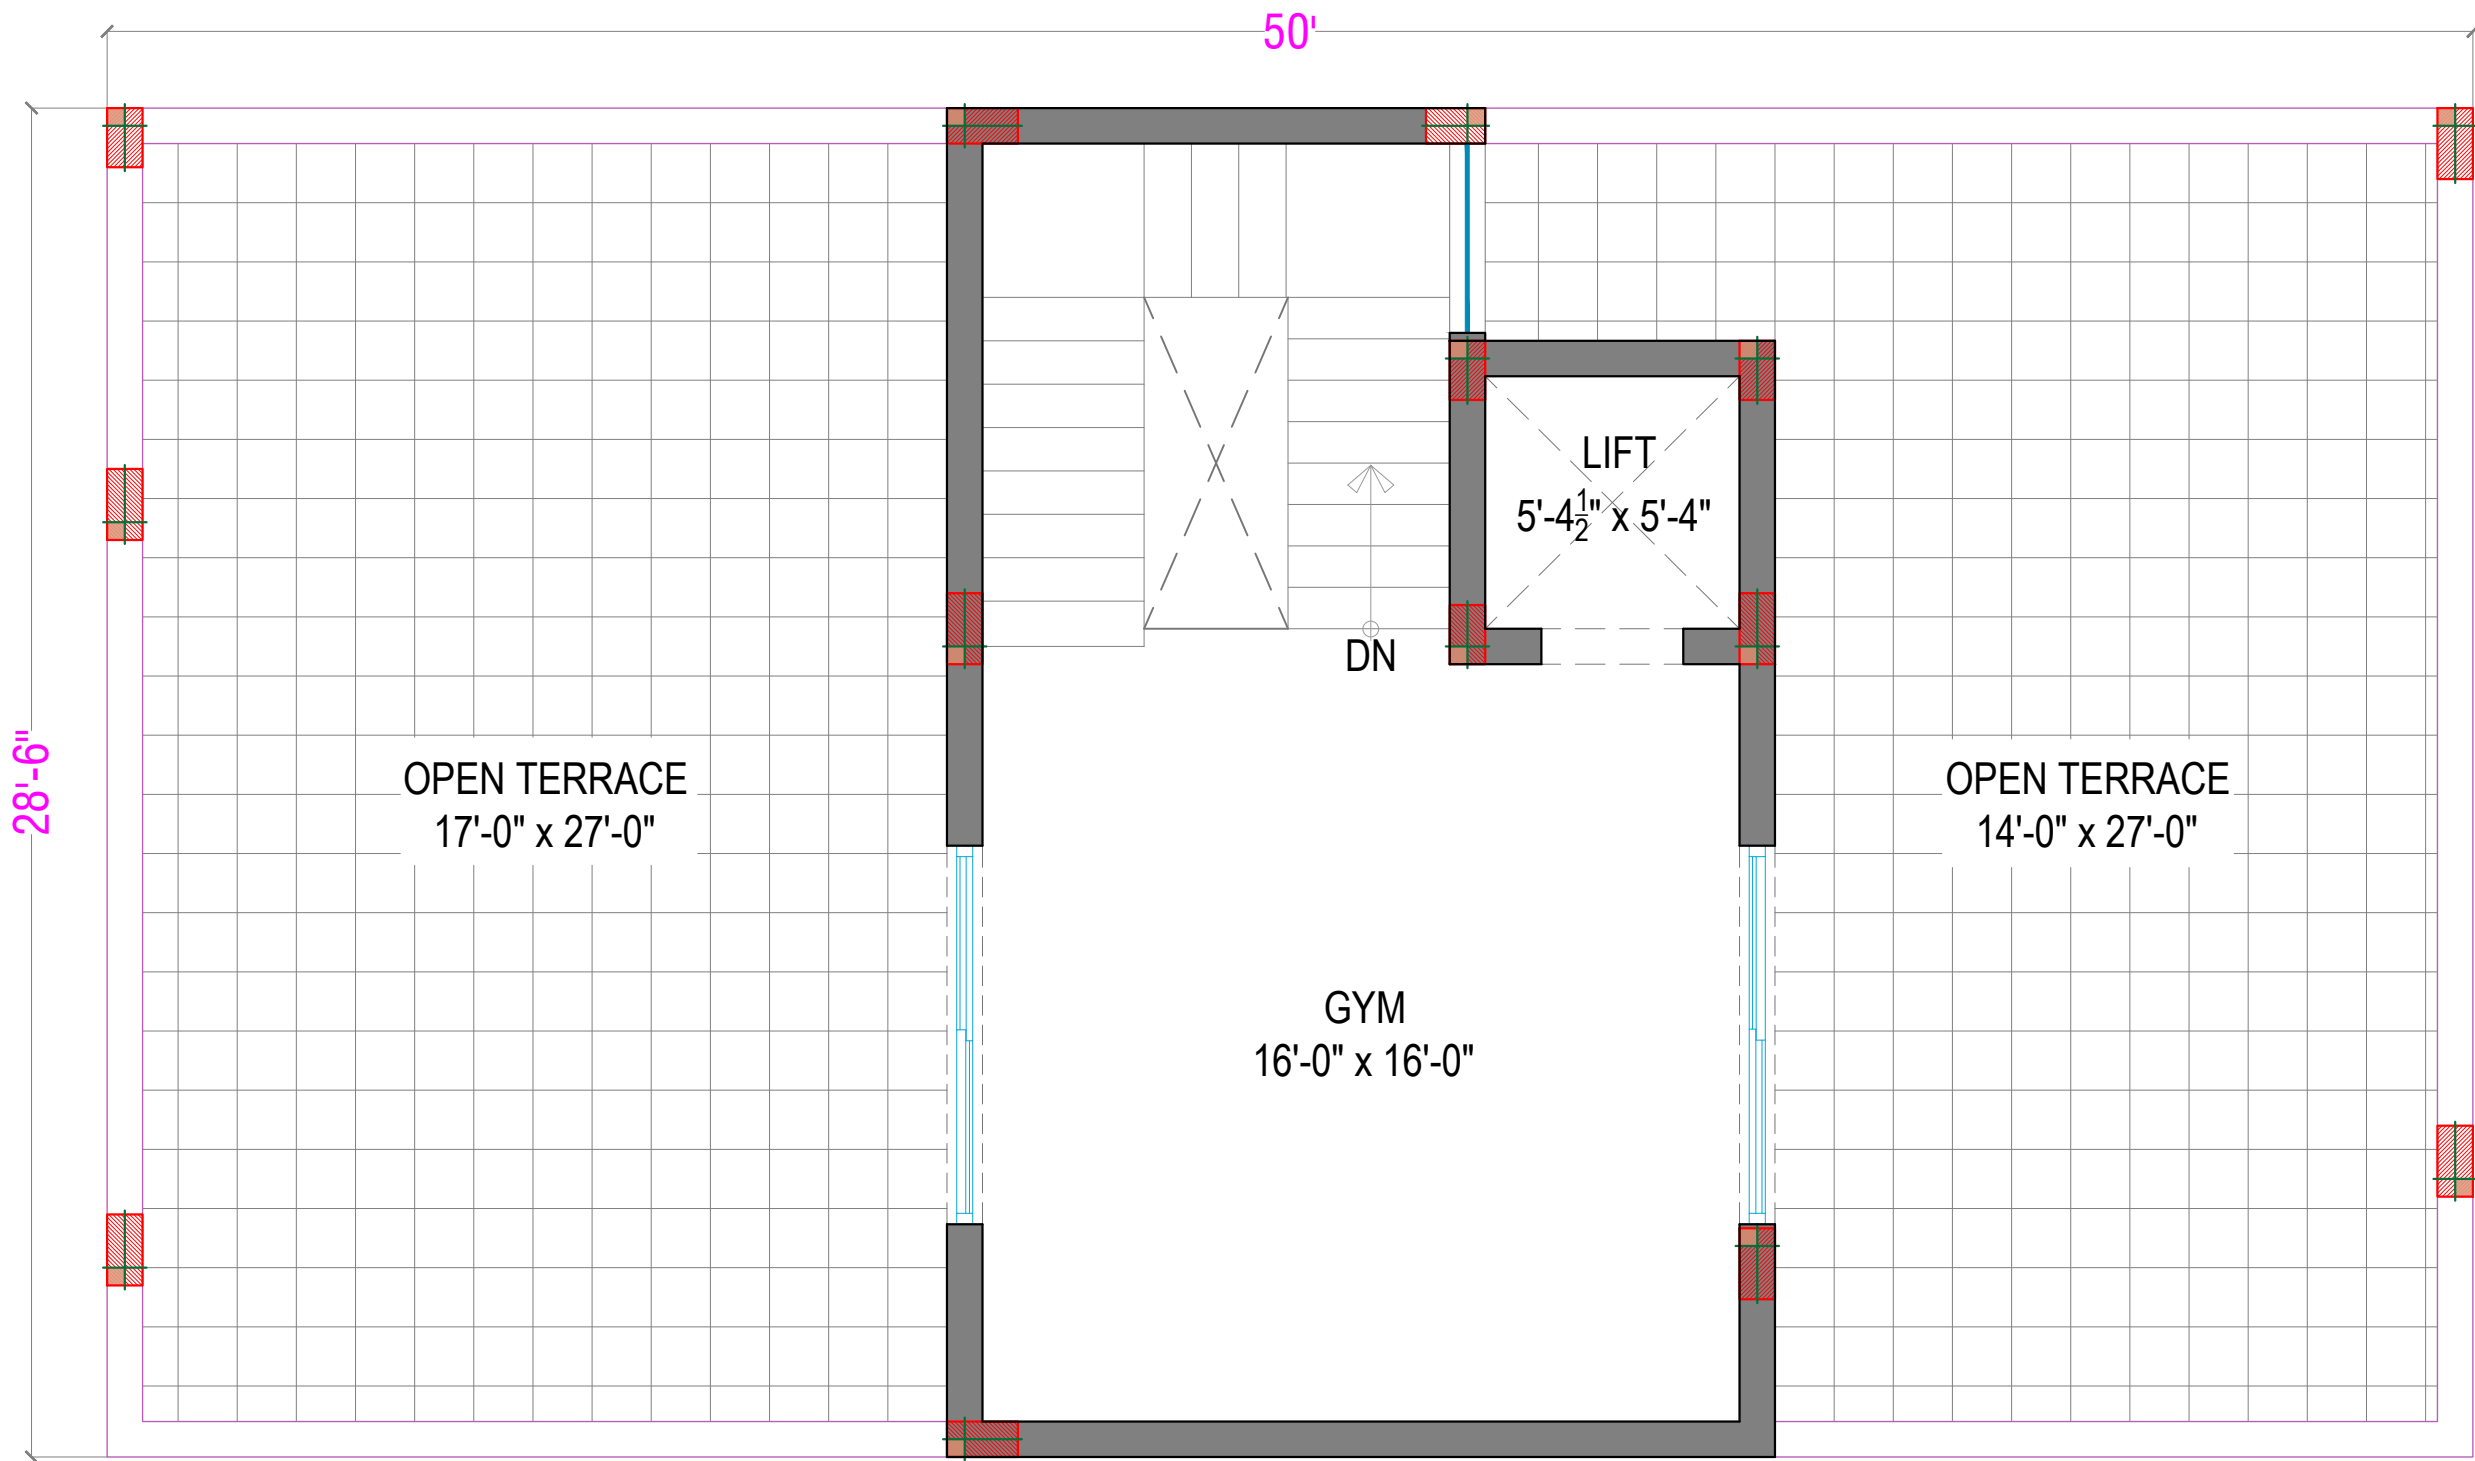 50'
LIFT
5'-4½" x 5'-4"
DN
28'-6"
OPEN TERRACE
17'-0" x 27'-0"
OPEN TERRACE
14'-0" x 27'-0"
GYM
16'-0" x 16'-0"